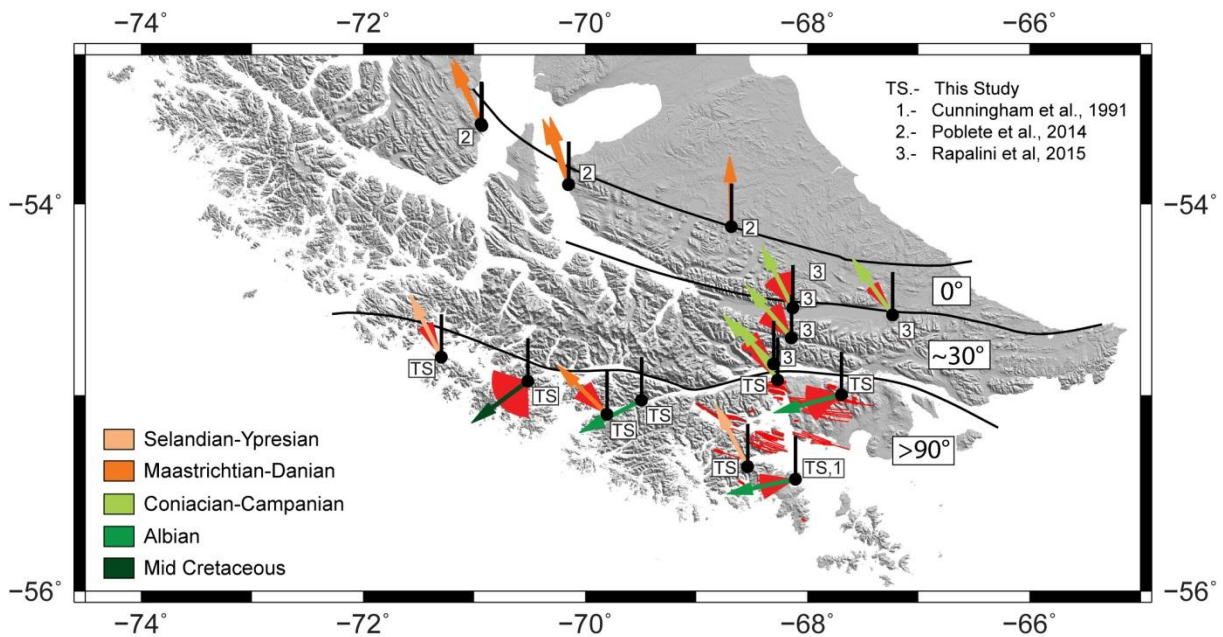 −74° −72° −70° −68° −66°
TS.- This Study
1.- Cunningham et al., 1991
2.- Poblete et al., 2014
3.- Rapalini et al, 2015
2
2
−54° −54°
2
3
0°
3
3
3
~30°
3
TS
TS
TS
TS
TS
TS
>90°
TS
TS,1
Selandian-Ypresian
Maastrichtian-Danian
Coniacian-Campanian
Albian
Mid Cretaceous
−56° −56°
−74° −72° −70° −68° −66°